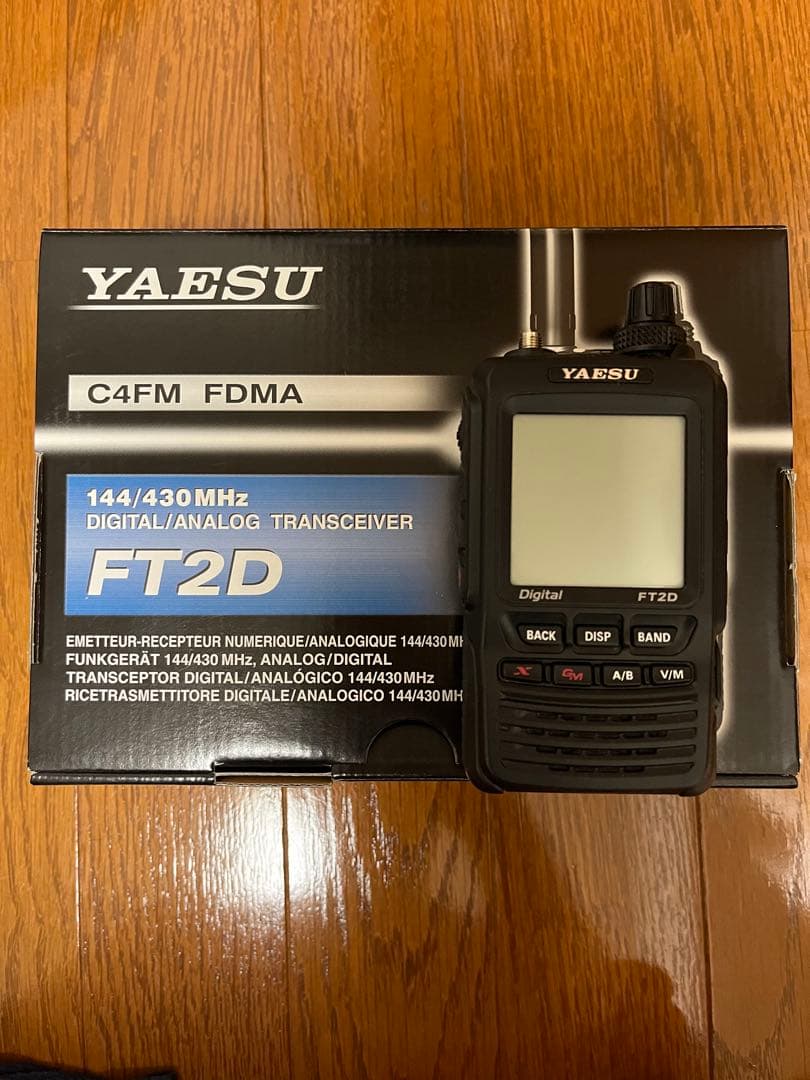 YAESU
C4FM FDMA
144/430MHz
DIGITAL/ANALOG TRANSCEIVER
FT2D
EMETTEUR-RECEPTEUR NUMERIQUE/ANALOGIQUE 144/430
FUNKGERÄT 144/430 MHz, ANALOG/DIGITAL
TRANSCEPTOR DIGITAL/ANALÓGICO 144/430MHz
RICETRASMETTITORE DIGITALE/ANALOGICO 144/430MH
YAESU
Digital FT2D
BACK DISP BAND
X GM A/B V/M